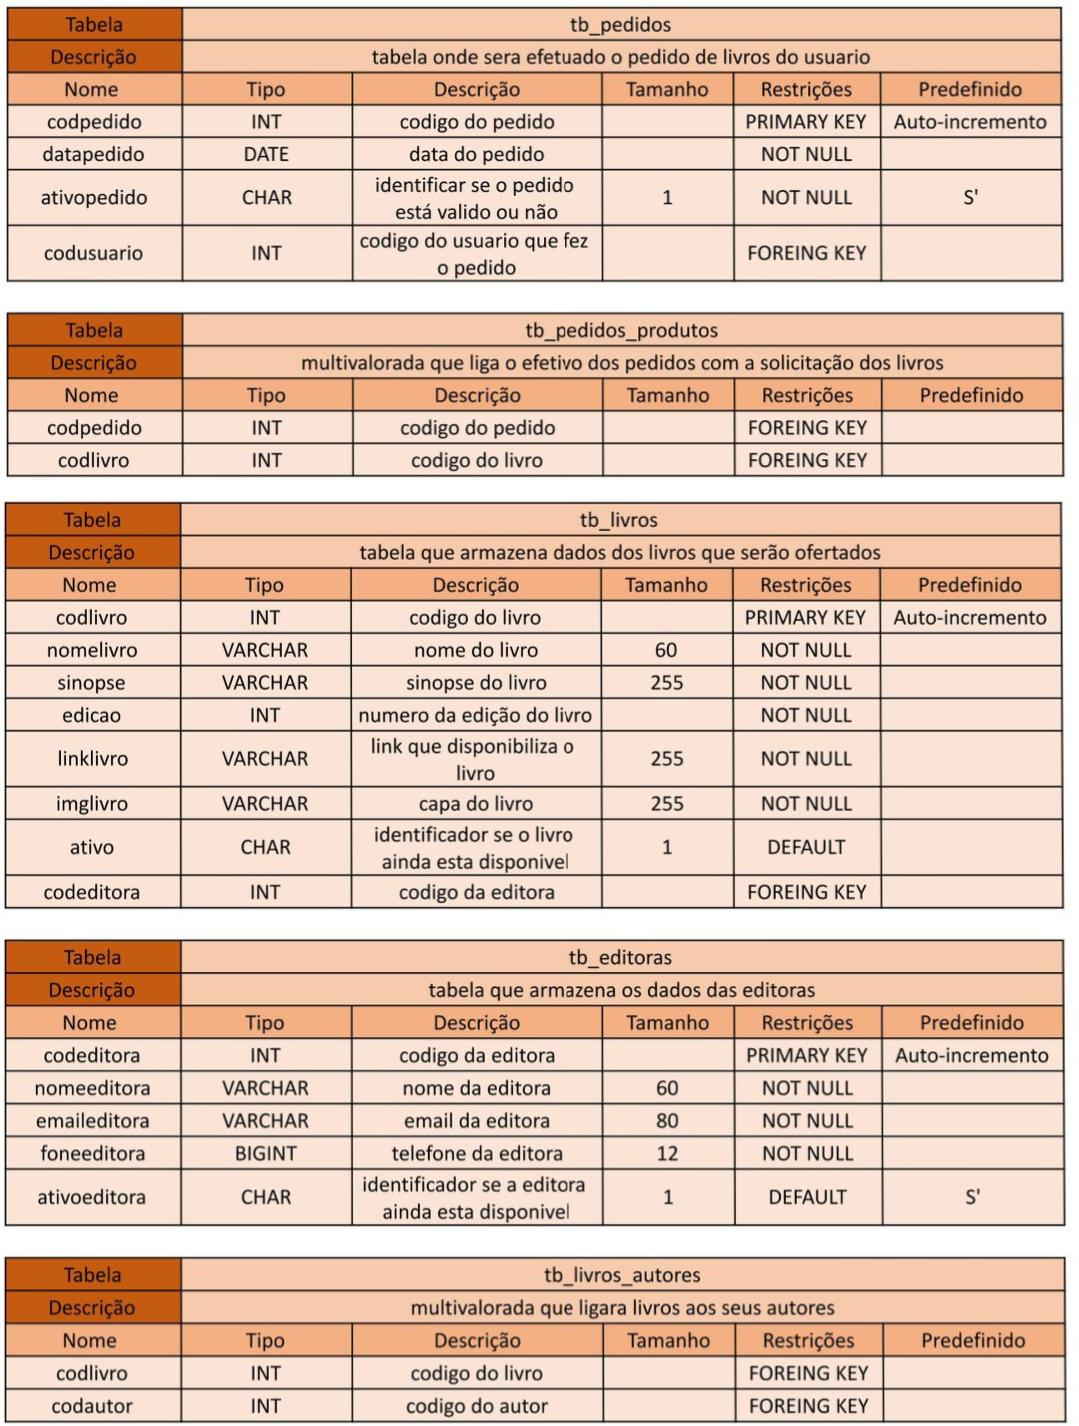 Tabela tb_pedidos
Descrição tabela onde sera efetuado o pedido de livros do usuario
Nome Tipo Descrição Tamanho Restrições Predefinido
codpedido INT codigo do pedido PRIMARY KEY Auto-incremento
datapedido DATE data do pedido NOT NULL
ativopedido CHAR identificar se o pedido está valido ou não 1 NOT NULL S'
codusuario INT codigo do usuario que fez o pedido FOREING KEY
Tabela tb_pedidos_produtos
Descrição multivalorada que liga o efetivo dos pedidos com a solicitação dos livros
Nome Tipo Descrição Tamanho Restrições Predefinido
codpedido INT codigo do pedido FOREING KEY
codlivro INT codigo do livro FOREING KEY
Tabela tb_livros
Descrição tabela que armazena dados dos livros que serão ofertados
Nome Tipo Descrição Tamanho Restrições Predefinido
codlivro INT codigo do livro PRIMARY KEY Auto-incremento
nomelivro VARCHAR nome do livro 60 NOT NULL
sinopse VARCHAR sinopse do livro 255 NOT NULL
edicao INT numero da edição do livro NOT NULL
linklivro VARCHAR link que disponibiliza o livro 255 NOT NULL
imglivro VARCHAR capa do livro 255 NOT NULL
ativo CHAR identificador se o livro ainda esta disponivel 1 DEFAULT
codeditora INT codigo da editora FOREING KEY
Tabela tb_editoras
Descrição tabela que armazena os dados das editoras
Nome Tipo Descrição Tamanho Restrições Predefinido
codeditora INT codigo da editora PRIMARY KEY Auto-incremento
nomeeditora VARCHAR nome da editora 60 NOT NULL
emaileditora VARCHAR email da editora 80 NOT NULL
foneeditora BIGINT telefone da editora 12 NOT NULL
ativoeditora CHAR identificador se a editora ainda esta disponivel 1 DEFAULT S'
Tabela tb_livros_autores
Descrição multivalorada que ligara livros aos seus autores
Nome Tipo Descrição Tamanho Restrições Predefinido
codlivro INT codigo do livro FOREING KEY
codautor INT codigo do autor FOREING KEY